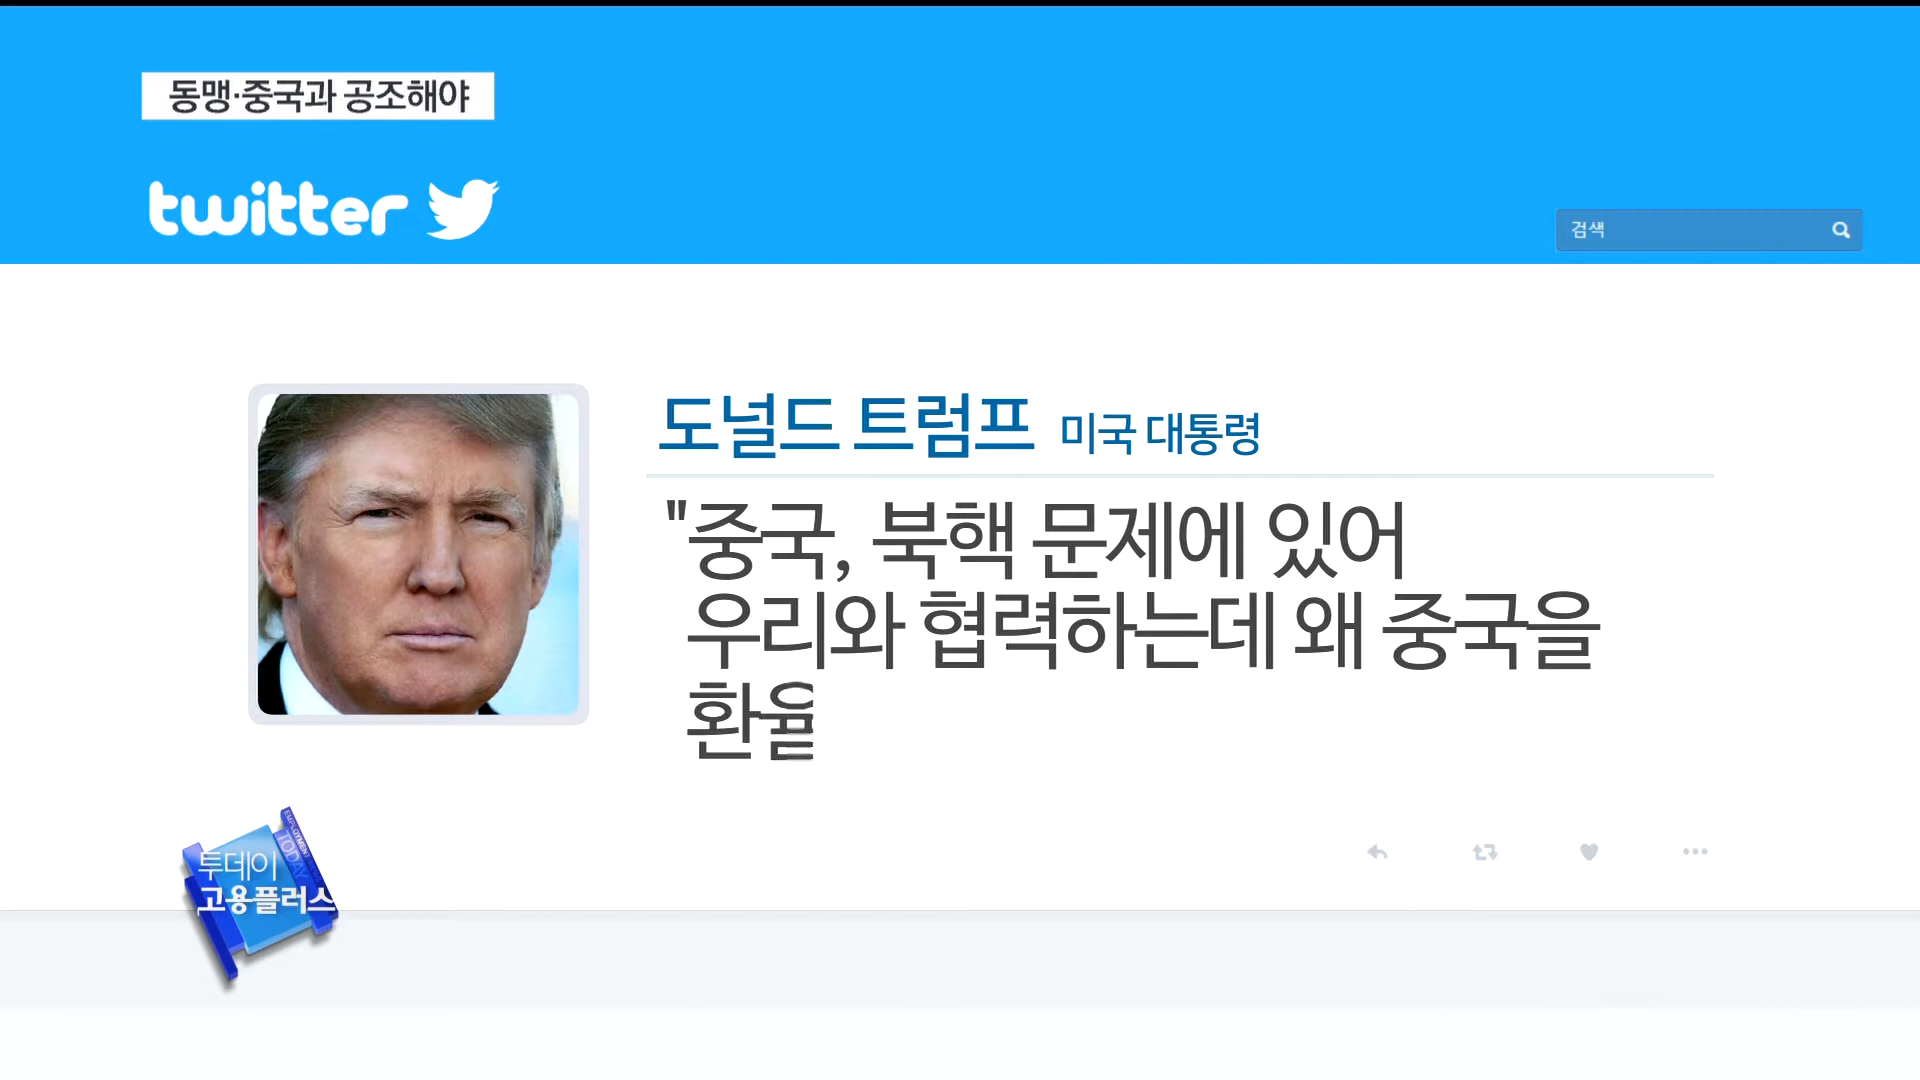 동맹·중국과 공조해야
twitter
검색
도널드 트럼프 미국 대통령
"중국, 북핵 문제에 있어
우리와 협력하는데 왜 중국을
환율
EMPLOYMENT
TODAY
투데이
고용플러스